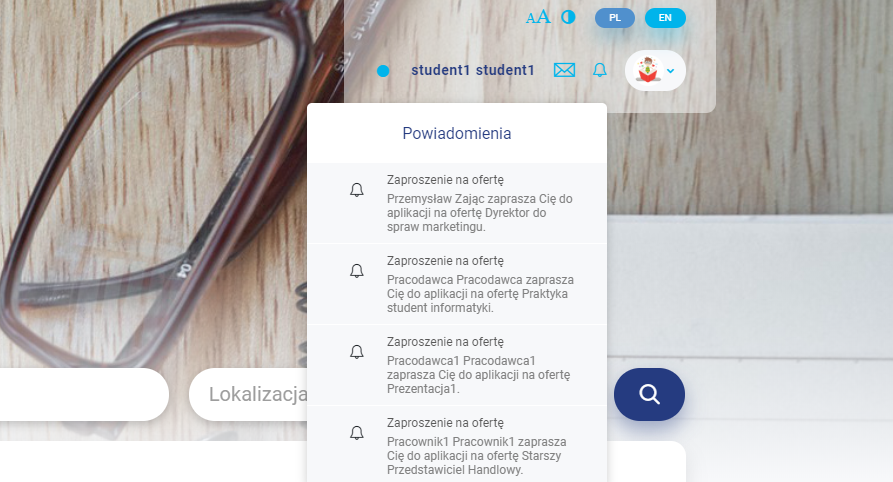 AA
PL
EN
student1 student1
Powiadomienia
Zaproszenie na ofertę
Przemysław Zając zaprasza Cię do
aplikacji na ofertę Dyrektor do
spraw marketingu.
Zaproszenie na ofertę
Pracodawca Pracodawca zaprasza
Cię do aplikacji na ofertę Praktyka
student informatyki.
Zaproszenie na ofertę
Pracodawca1 Pracodawca1
zaprasza Cię do aplikacji na ofertę
Prezentacja1.
Zaproszenie na ofertę
Pracownik1 Pracownik1 zaprasza
Cię do aplikacji na ofertę Starszy
Przedstawiciel Handlowy.
Lokalizacja
135
04